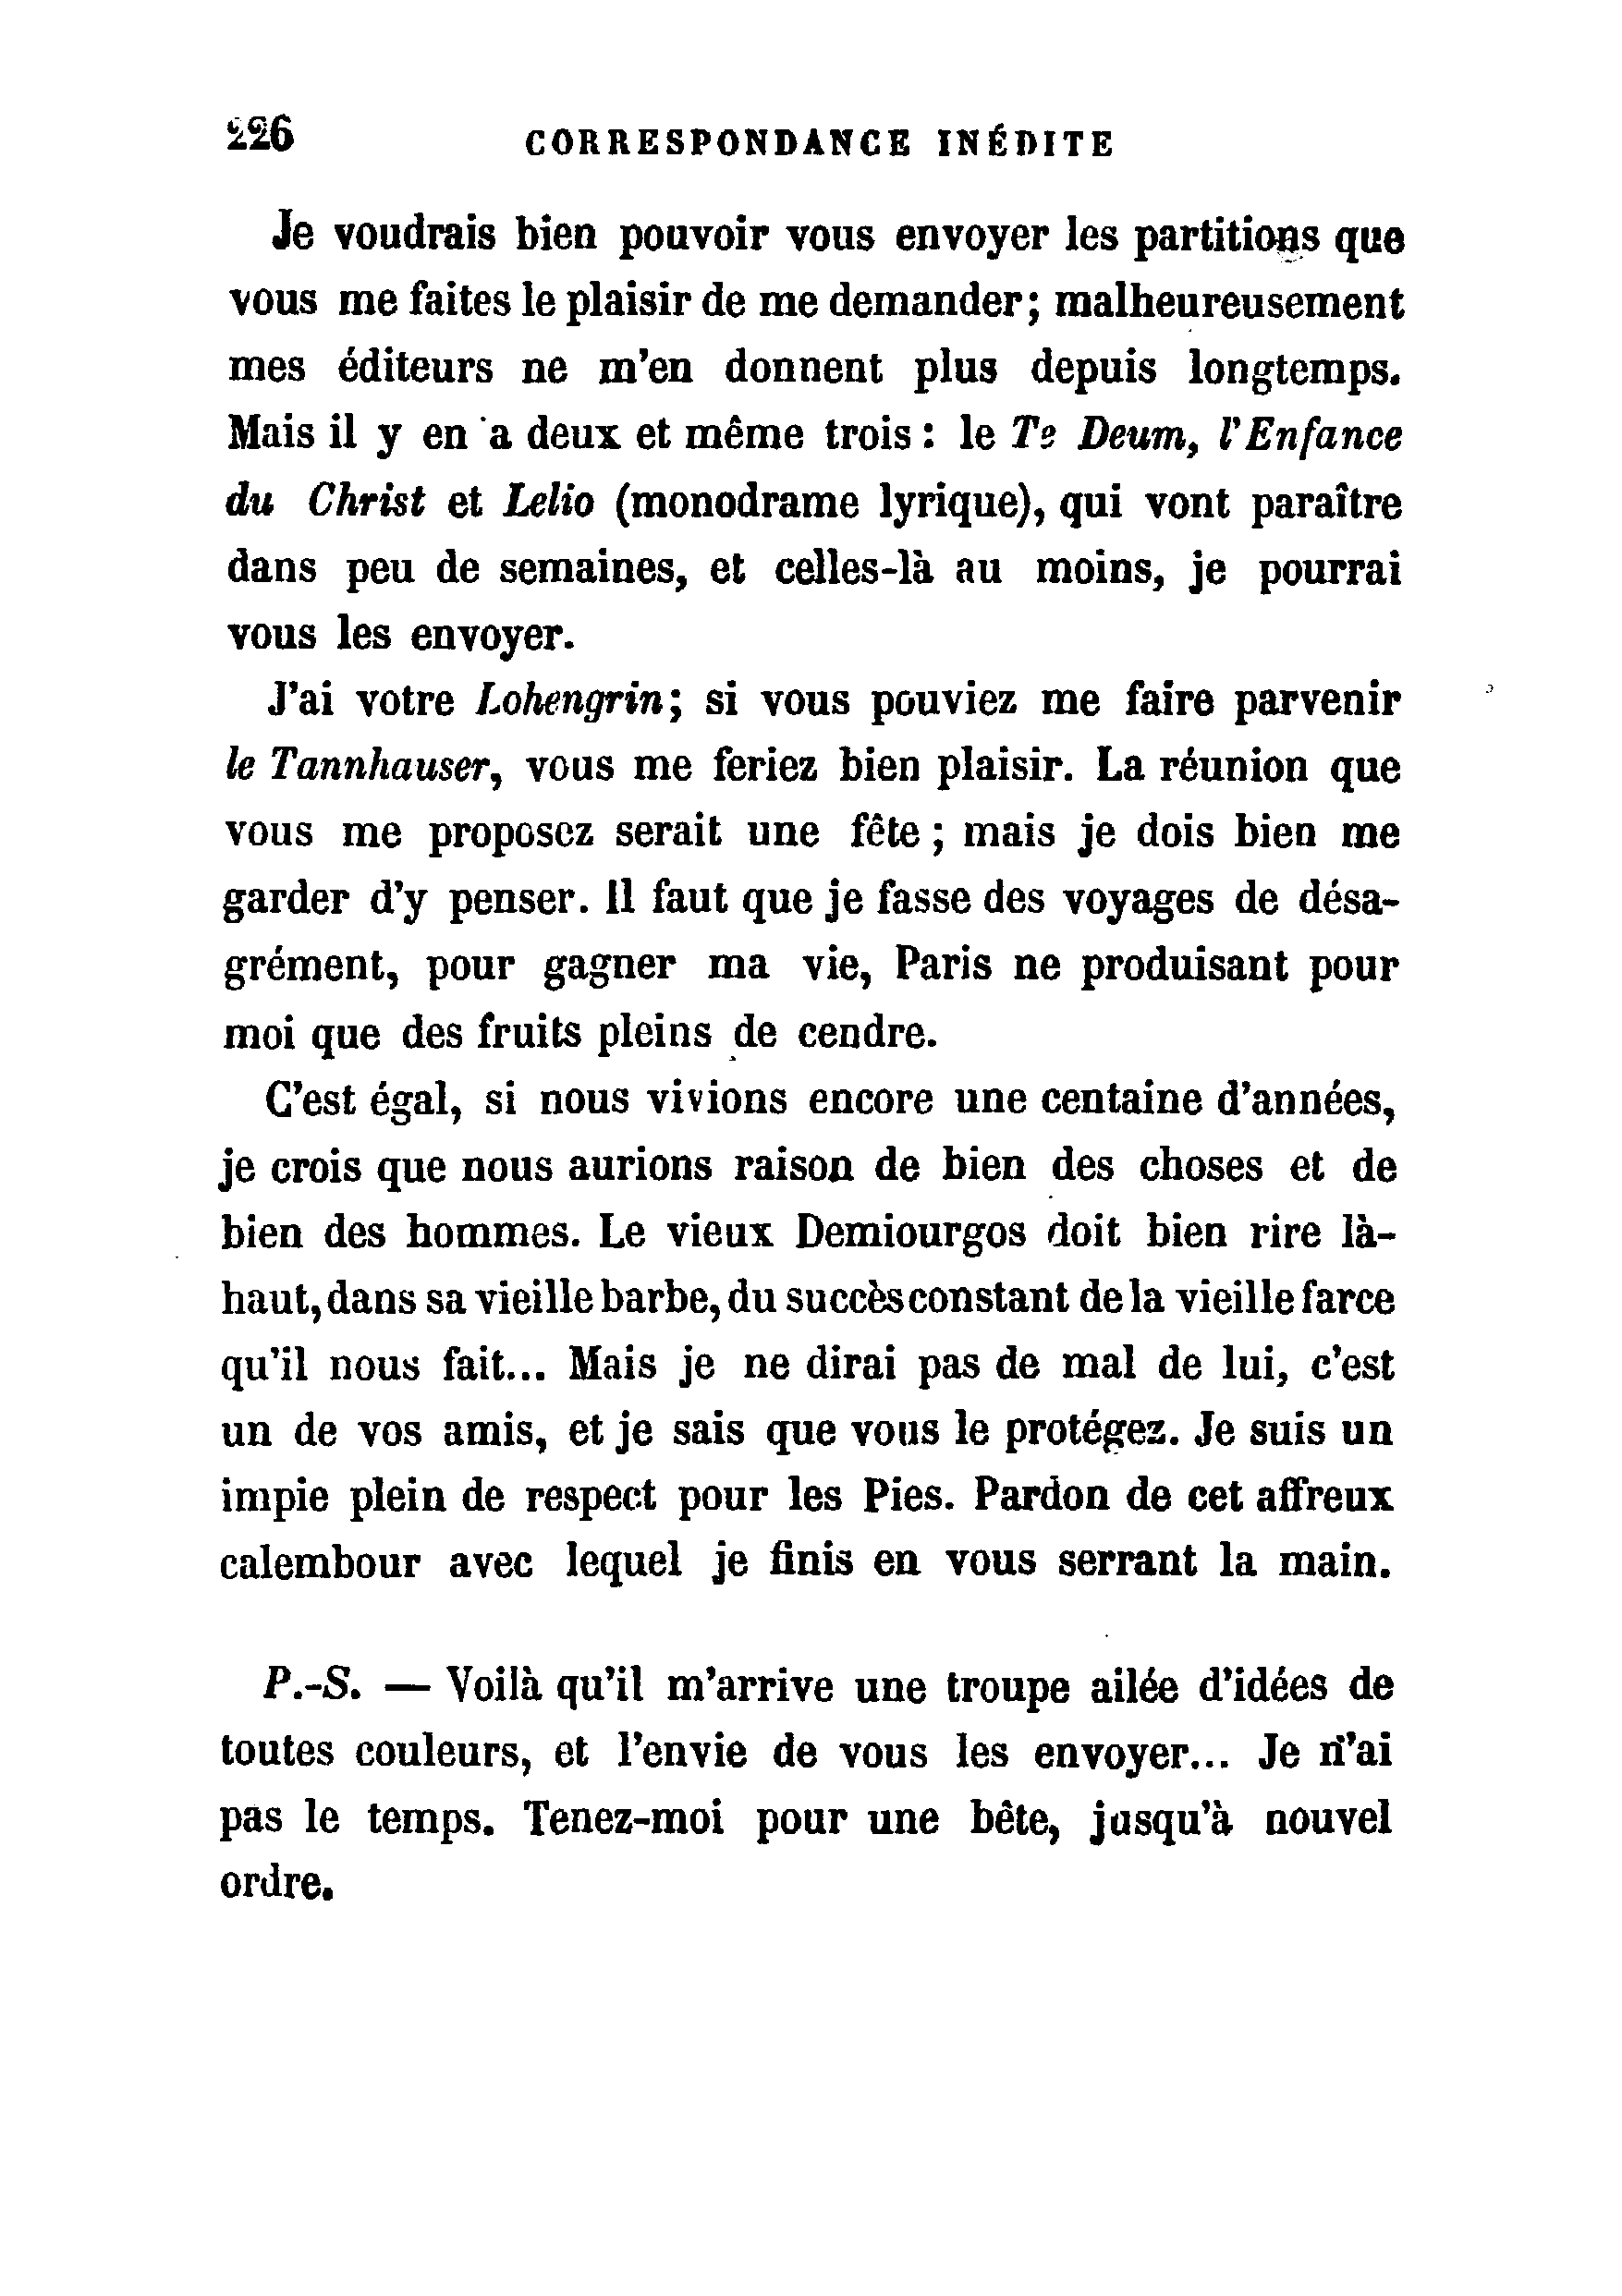 226 CORRESPONDANCE INÉDITE
Je voudrais bien pouvoir vous envoyer les partitions que
vous me faites le plaisir de me demander; malheureusement
mes éditeurs ne m'en donnent plus depuis longtemps.
Mais il y en a deux et même trois : le Te Deum, l'Enfance
du Christ et Lelio (monodrame lyrique), qui vont paraître
dans peu de semaines, et celles-là au moins, je pourrai
vous les envoyer.
J'ai votre Lohengrin; si vous pouviez me faire parvenir
le Tannhauser, vous me feriez bien plaisir. La réunion que
vous me proposez serait une fête ; mais je dois bien me
garder d'y penser. Il faut que je fasse des voyages de désa-
grément, pour gagner ma vie, Paris ne produisant pour
moi que des fruits pleins de cendre.
C'est égal, si nous vivions encore une centaine d'années,
je crois que nous aurions raison de bien des choses et de
bien des hommes. Le vieux Demiourgos doit bien rire là-
haut, dans sa vieille barbe, du succès constant de la vieille farce
qu'il nous fait... Mais je ne dirai pas de mal de lui, c'est
un de vos amis, et je sais que vous le protégez. Je suis un
impie plein de respect pour les Pies. Pardon de cet affreux
calembour avec lequel je finis en vous serrant la main.
P.-S. — Voilà qu'il m'arrive une troupe ailée d'idées de
toutes couleurs, et l'envie de vous les envoyer... Je n'ai
pas le temps. Tenez-moi pour une bête, jusqu'à nouvel
ordre.